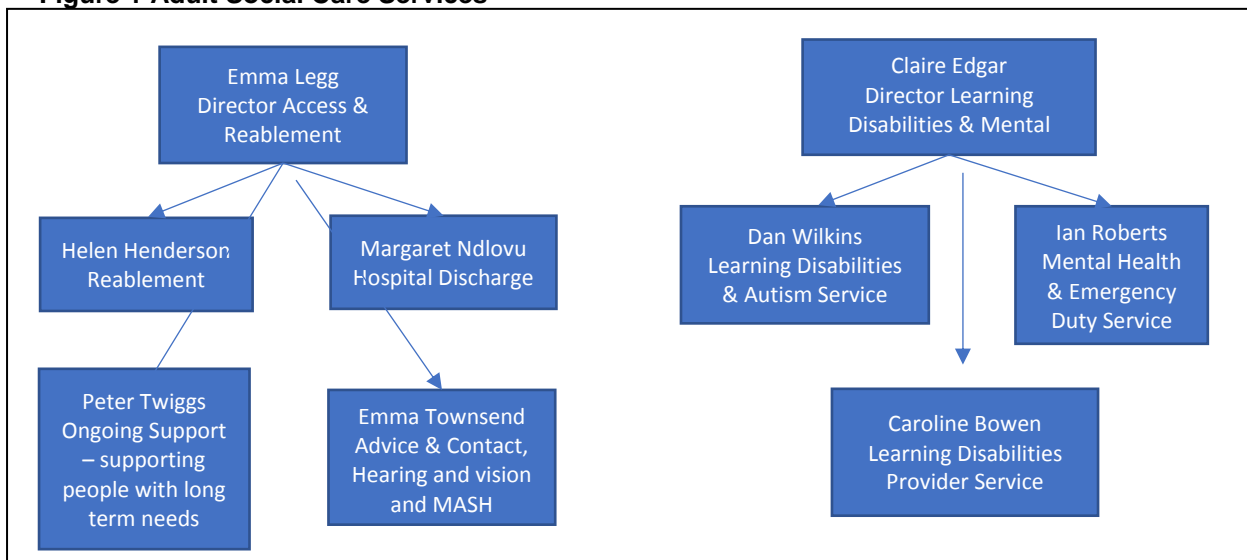 Figure 1 Adult Social Care Services
Emma Legg
Director Access &
Reablement
Claire Edgar
Director Learning
Disabilities & Mental
Helen Henderson
Reablement
Margaret Ndlovu
Hospital Discharge
Dan Wilkins
Learning Disabilities
& Autism Service
Ian Roberts
Mental Health
& Emergency
Duty Service
Peter Twiggs
Ongoing Support
– supporting
people with long
term needs
Emma Townsend
Advice & Contact,
Hearing and vision
and MASH
Caroline Bowen
Learning Disabilities
Provider Service